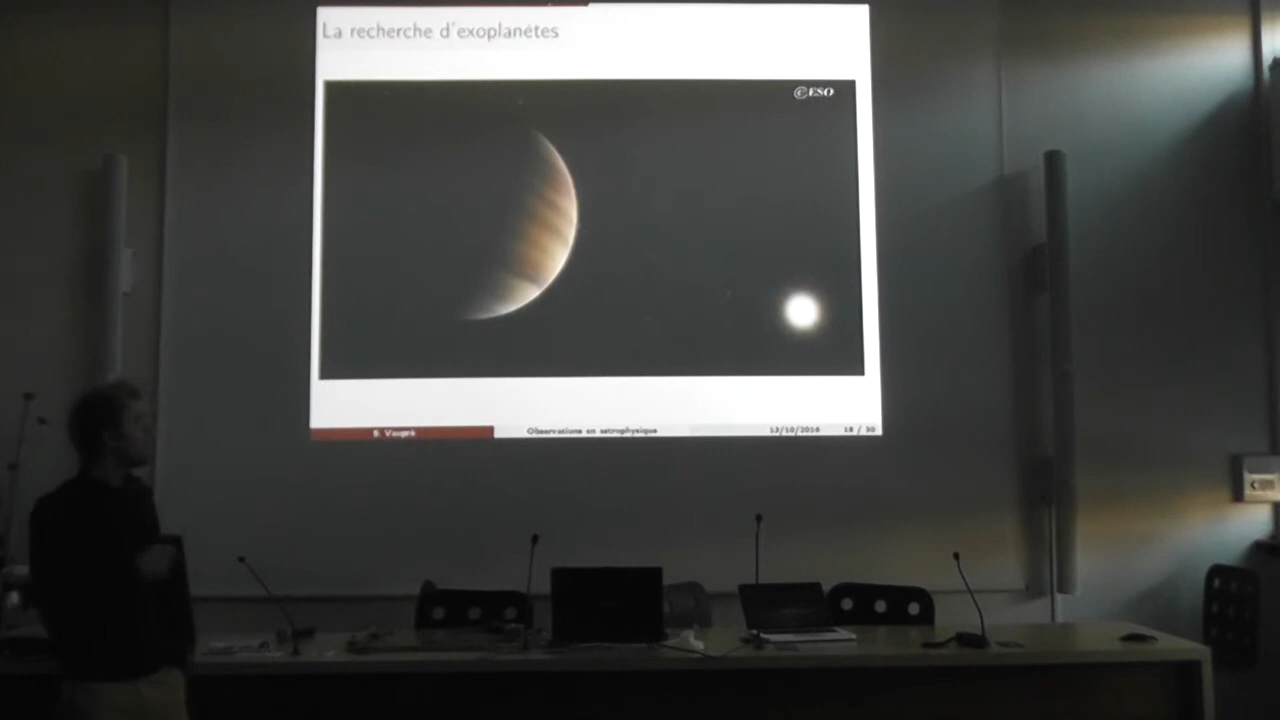 La recherche d'exoplanètes
©ESO
S. Vaupré
Observations en astrophysique
13/10/2016
18 / 30